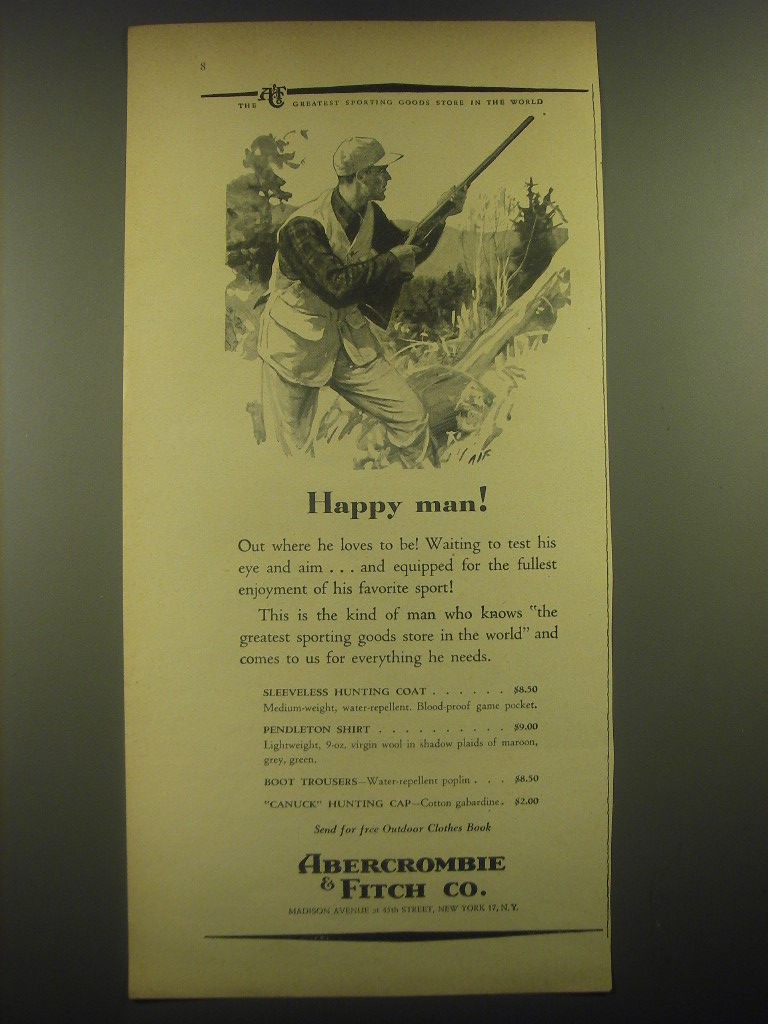 8
THE A&F GREATEST SPORTING GOODS STORE IN THE WORLD
Happy man!
Out where he loves to be! Waiting to test his
eye and aim . . . and equipped for the fullest
enjoyment of his favorite sport!
This is the kind of man who knows "the
greatest sporting goods store in the world" and
comes to us for everything he needs.
SLEEVELESS HUNTING COAT . . . . . . $8.50
Medium-weight, water-repellent. Blood-proof game pocket.
PENDLETON SHIRT . . . . . . . . . . $9.00
Lightweight, 9-oz. virgin wool in shadow plaids of maroon,
grey, green.
BOOT TROUSERS—Water-repellent poplin . . . $8.50
"CANUCK" HUNTING CAP—Cotton gabardine. $2.00
Send for free Outdoor Clothes Book
ABERCROMBIE
& FITCH CO.
MADISON AVENUE at 45th STREET, NEW YORK 17, N.Y.